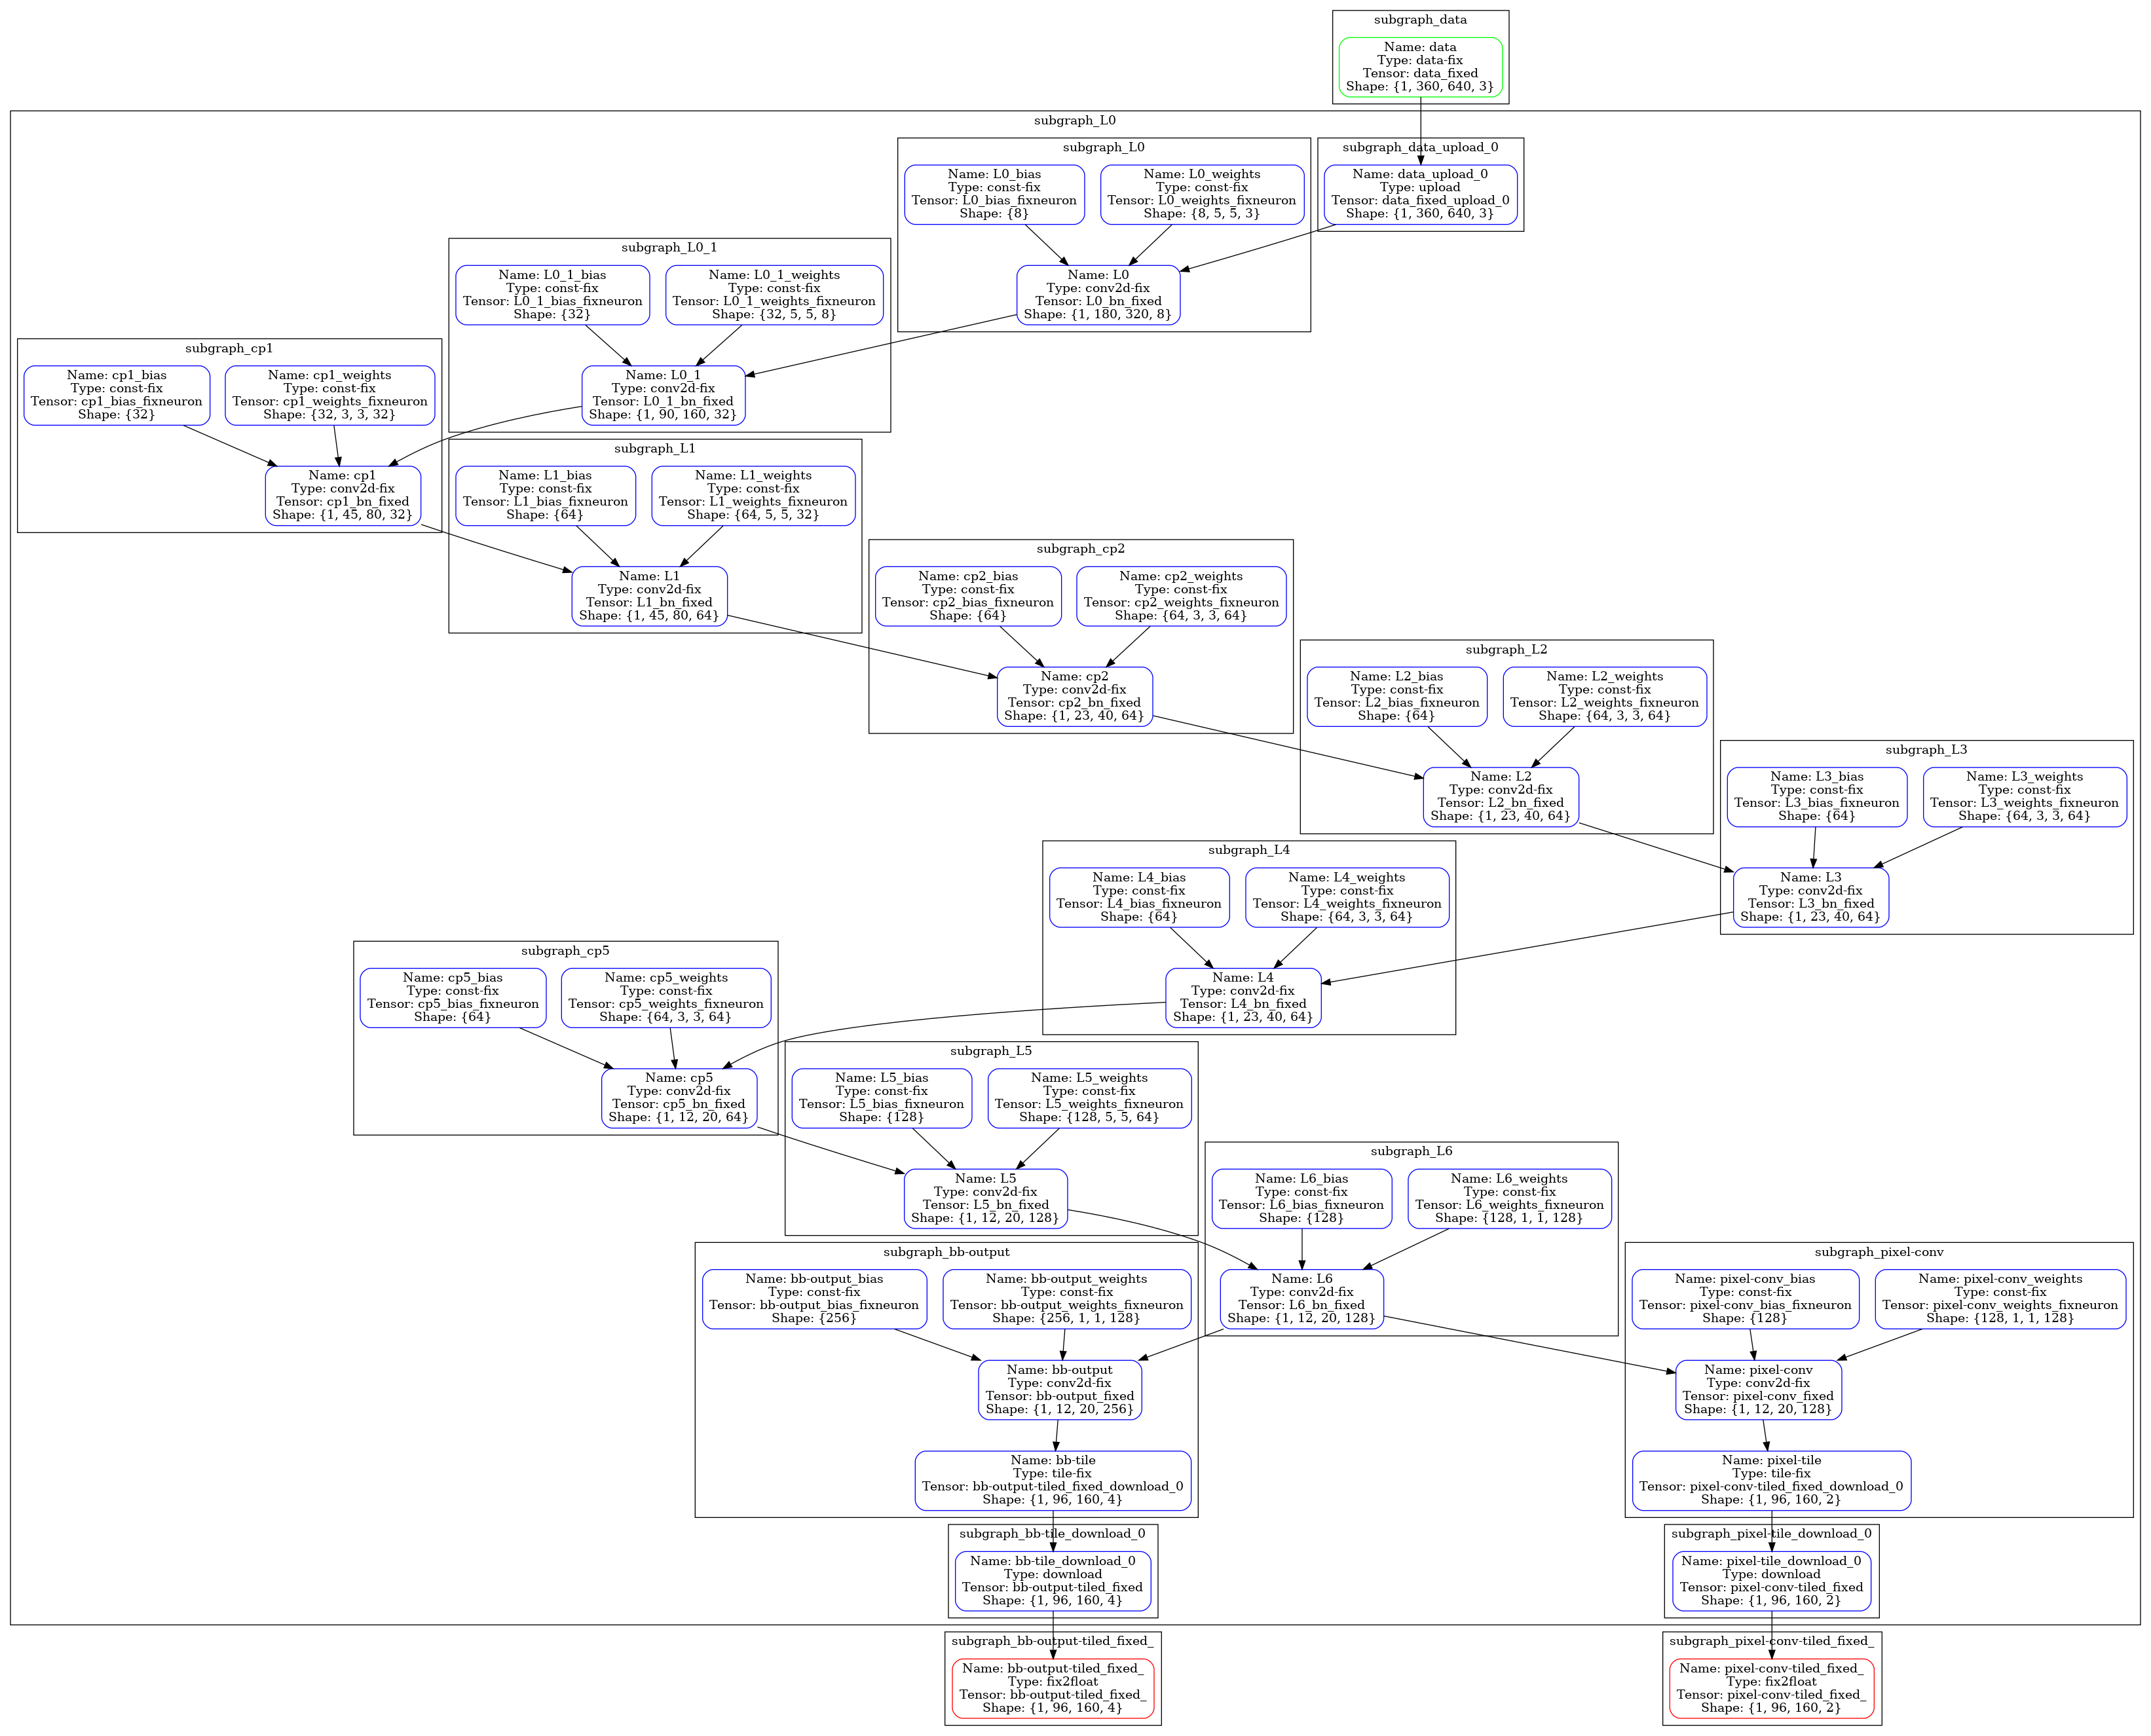 subgraph_data
Name: data
Type: data-fix
Tensor: data_fixed
Shape: {1, 360, 640, 3}
subgraph_L0
subgraph_data_upload_0
Name: data_upload_0
Type: upload
Tensor: data_fixed_upload_0
Shape: {1, 360, 640, 3}
subgraph_L0
Name: L0_bias
Type: const-fix
Tensor: L0_bias_fixneuron
Shape: {8}
Name: L0_weights
Type: const-fix
Tensor: L0_weights_fixneuron
Shape: {8, 5, 5, 3}
Name: L0
Type: conv2d-fix
Tensor: L0_bn_fixed
Shape: {1, 180, 320, 8}
subgraph_L0_1
Name: L0_1_bias
Type: const-fix
Tensor: L0_1_bias_fixneuron
Shape: {32}
Name: L0_1_weights
Type: const-fix
Tensor: L0_1_weights_fixneuron
Shape: {32, 5, 5, 8}
Name: L0_1
Type: conv2d-fix
Tensor: L0_1_bn_fixed
Shape: {1, 90, 160, 32}
subgraph_cp1
Name: cp1_bias
Type: const-fix
Tensor: cp1_bias_fixneuron
Shape: {32}
Name: cp1_weights
Type: const-fix
Tensor: cp1_weights_fixneuron
Shape: {32, 3, 3, 32}
Name: cp1
Type: conv2d-fix
Tensor: cp1_bn_fixed
Shape: {1, 45, 80, 32}
subgraph_L1
Name: L1_bias
Type: const-fix
Tensor: L1_bias_fixneuron
Shape: {64}
Name: L1_weights
Type: const-fix
Tensor: L1_weights_fixneuron
Shape: {64, 5, 5, 32}
Name: L1
Type: conv2d-fix
Tensor: L1_bn_fixed
Shape: {1, 45, 80, 64}
subgraph_cp2
Name: cp2_bias
Type: const-fix
Tensor: cp2_bias_fixneuron
Shape: {64}
Name: cp2_weights
Type: const-fix
Tensor: cp2_weights_fixneuron
Shape: {64, 3, 3, 64}
Name: cp2
Type: conv2d-fix
Tensor: cp2_bn_fixed
Shape: {1, 23, 40, 64}
subgraph_L2
Name: L2_bias
Type: const-fix
Tensor: L2_bias_fixneuron
Shape: {64}
Name: L2_weights
Type: const-fix
Tensor: L2_weights_fixneuron
Shape: {64, 3, 3, 64}
Name: L2
Type: conv2d-fix
Tensor: L2_bn_fixed
Shape: {1, 23, 40, 64}
subgraph_L3
Name: L3_bias
Type: const-fix
Tensor: L3_bias_fixneuron
Shape: {64}
Name: L3_weights
Type: const-fix
Tensor: L3_weights_fixneuron
Shape: {64, 3, 3, 64}
Name: L3
Type: conv2d-fix
Tensor: L3_bn_fixed
Shape: {1, 23, 40, 64}
subgraph_L4
Name: L4_bias
Type: const-fix
Tensor: L4_bias_fixneuron
Shape: {64}
Name: L4_weights
Type: const-fix
Tensor: L4_weights_fixneuron
Shape: {64, 3, 3, 64}
Name: L4
Type: conv2d-fix
Tensor: L4_bn_fixed
Shape: {1, 23, 40, 64}
subgraph_cp5
Name: cp5_bias
Type: const-fix
Tensor: cp5_bias_fixneuron
Shape: {64}
Name: cp5_weights
Type: const-fix
Tensor: cp5_weights_fixneuron
Shape: {64, 3, 3, 64}
Name: cp5
Type: conv2d-fix
Tensor: cp5_bn_fixed
Shape: {1, 12, 20, 64}
subgraph_L5
Name: L5_bias
Type: const-fix
Tensor: L5_bias_fixneuron
Shape: {128}
Name: L5_weights
Type: const-fix
Tensor: L5_weights_fixneuron
Shape: {128, 5, 5, 64}
Name: L5
Type: conv2d-fix
Tensor: L5_bn_fixed
Shape: {1, 12, 20, 128}
subgraph_L6
Name: L6_bias
Type: const-fix
Tensor: L6_bias_fixneuron
Shape: {128}
Name: L6_weights
Type: const-fix
Tensor: L6_weights_fixneuron
Shape: {128, 1, 1, 128}
Name: L6
Type: conv2d-fix
Tensor: L6_bn_fixed
Shape: {1, 12, 20, 128}
subgraph_bb-output
Name: bb-output_bias
Type: const-fix
Tensor: bb-output_bias_fixneuron
Shape: {256}
Name: bb-output_weights
Type: const-fix
Tensor: bb-output_weights_fixneuron
Shape: {256, 1, 1, 128}
Name: bb-output
Type: conv2d-fix
Tensor: bb-output_fixed
Shape: {1, 12, 20, 256}
Name: bb-tile
Type: tile-fix
Tensor: bb-output-tiled_fixed_download_0
Shape: {1, 96, 160, 4}
subgraph_pixel-conv
Name: pixel-conv_bias
Type: const-fix
Tensor: pixel-conv_bias_fixneuron
Shape: {128}
Name: pixel-conv_weights
Type: const-fix
Tensor: pixel-conv_weights_fixneuron
Shape: {128, 1, 1, 128}
Name: pixel-conv
Type: conv2d-fix
Tensor: pixel-conv_fixed
Shape: {1, 12, 20, 128}
Name: pixel-tile
Type: tile-fix
Tensor: pixel-conv-tiled_fixed_download_0
Shape: {1, 96, 160, 2}
subgraph_bb-tile_download_0
Name: bb-tile_download_0
Type: download
Tensor: bb-output-tiled_fixed
Shape: {1, 96, 160, 4}
subgraph_pixel-tile_download_0
Name: pixel-tile_download_0
Type: download
Tensor: pixel-conv-tiled_fixed
Shape: {1, 96, 160, 2}
subgraph_bb-output-tiled_fixed_
Name: bb-output-tiled_fixed_
Type: fix2float
Tensor: bb-output-tiled_fixed_
Shape: {1, 96, 160, 4}
subgraph_pixel-conv-tiled_fixed_
Name: pixel-conv-tiled_fixed_
Type: fix2float
Tensor: pixel-conv-tiled_fixed_
Shape: {1, 96, 160, 2}